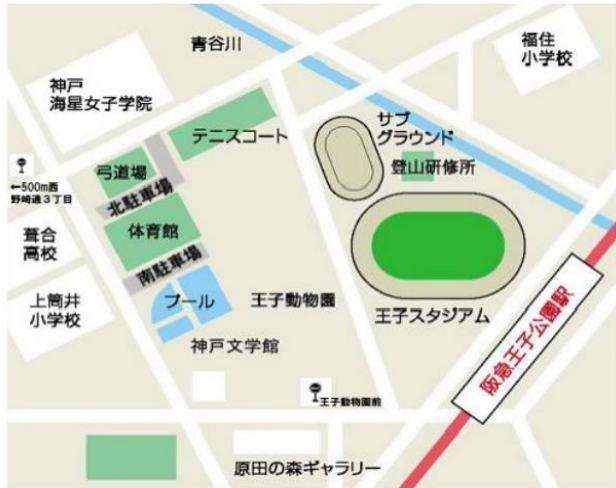 青谷川
福住
小学校
神戸
海星女子学院
テニスコート
サブ
グラウンド
登山研修所
弓道場
←500m西
野崎通3丁目
北駐車場
体育館
葺合
高校
南駐車場
上筒井
小学校
プール
王子動物園
王子スタジアム
阪急王子公園駅
神戸文学館
王子動物園前
原田の森ギャラリー